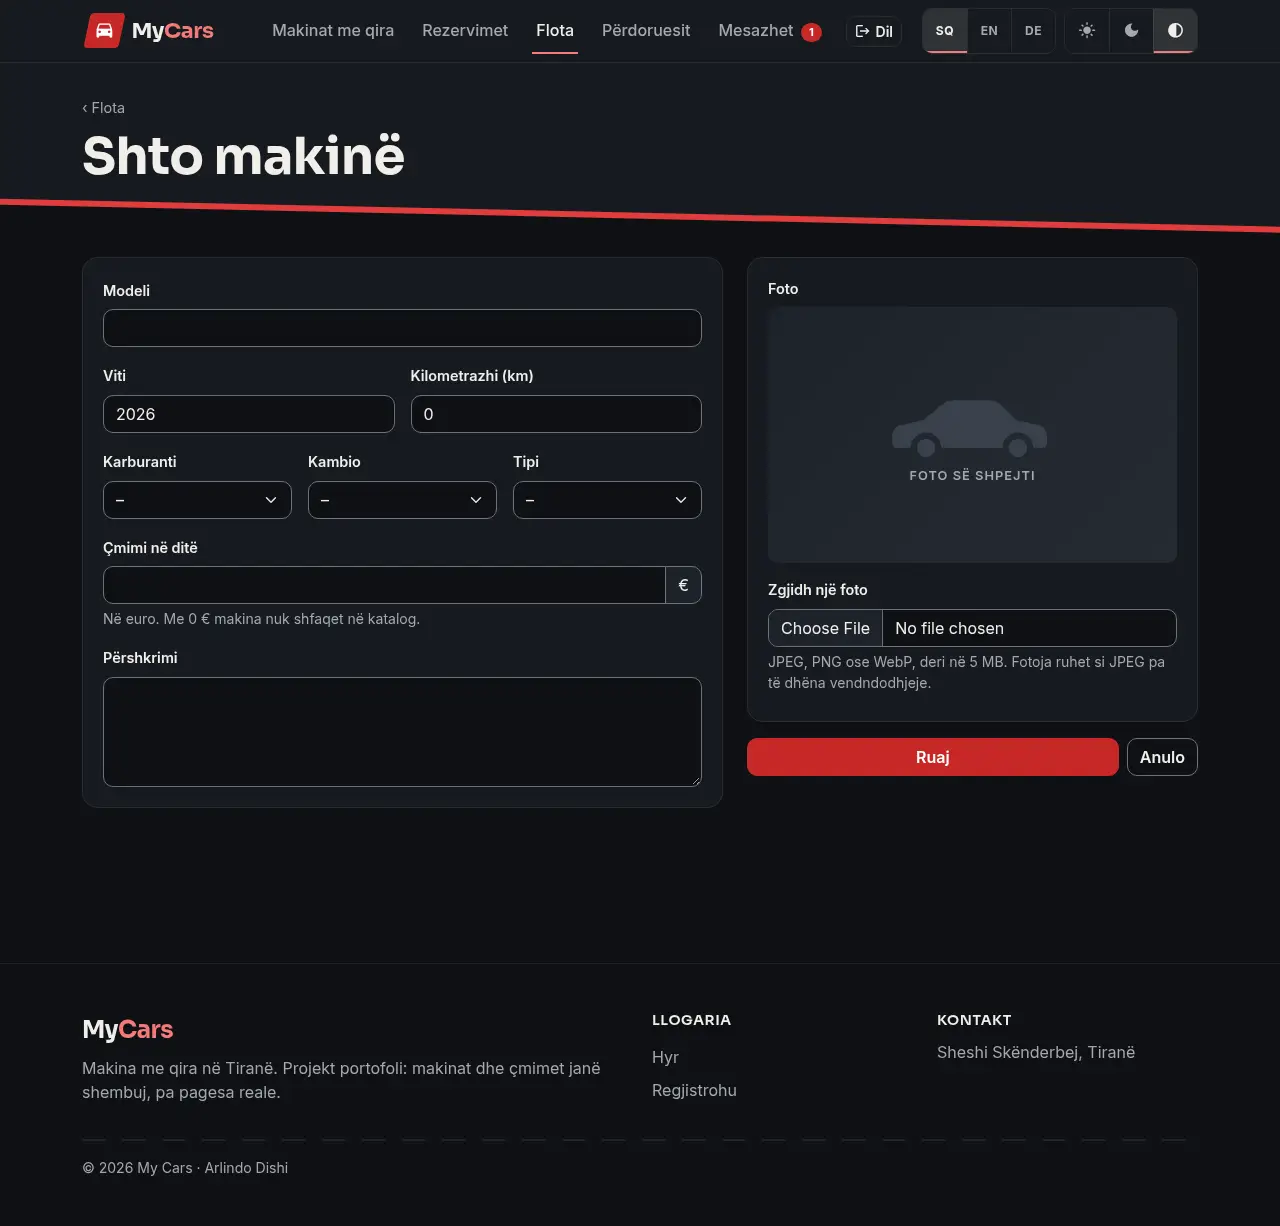 MyCars
Makinat me qira
Rezervimet
Flota
Përdoruesit
Mesazhet 1
Dil
SQ
EN
DE
‹ Flota
Shto makinë
Modeli
Viti
Kilometrazhi (km)
2026
0
Karburanti
Kambio
Tipi
–
–
–
Çmimi në ditë
€
Në euro. Me 0 € makina nuk shfaqet në katalog.
Përshkrimi
Foto
FOTO SË SHPEJTI
Zgjidh një foto
Choose File No file chosen
JPEG, PNG ose WebP, deri në 5 MB. Fotoja ruhet si JPEG pa
të dhëna vendndodhjeje.
Ruaj
Anulo
MyCars
Makina me qira në Tiranë. Projekt portofoli: makinat dhe çmimet janë
shembuj, pa pagesa reale.
LLOGARIA
Hyr
Regjistrohu
KONTAKT
Sheshi Skënderbej, Tiranë
© 2026 My Cars · Arlindo Dishi